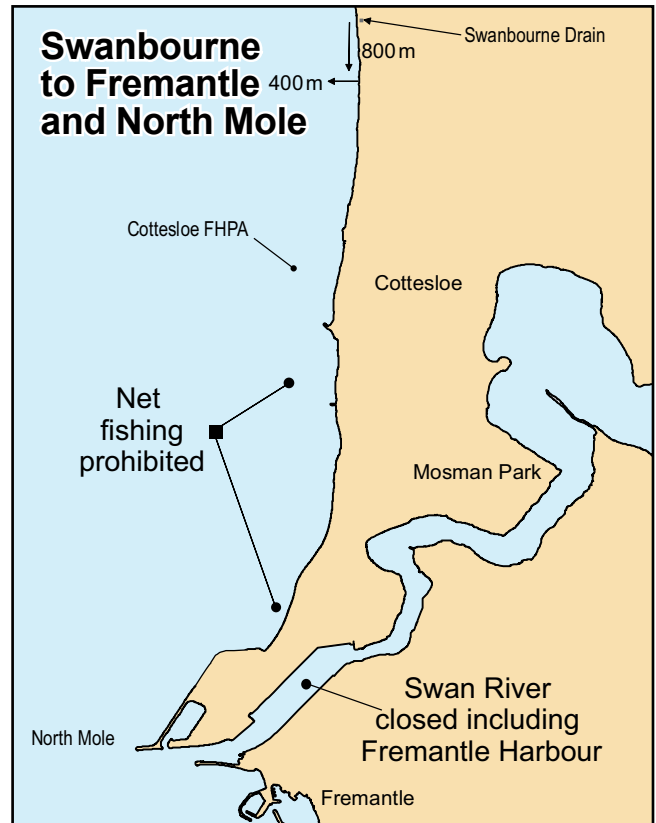 Swanbourne
to Fremantle
and North Mole
Swanbourne Drain
800 m
400 m
Cottesloe FHPA
Cottesloe
Net
fishing
prohibited
Mosman Park
Swan River
closed including
Fremantle Harbour
North Mole
Fremantle